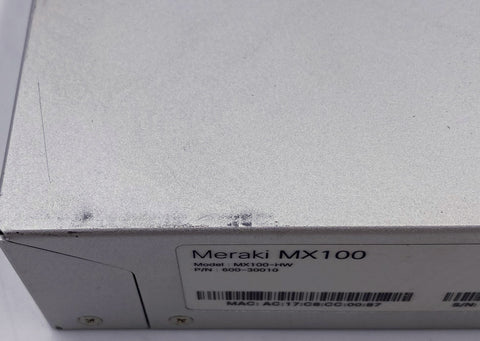 Meraki MX100
Model : MX100-HW
P/N : 600-30010
MAC: AC:17:C8:CC:00:87
S/N: